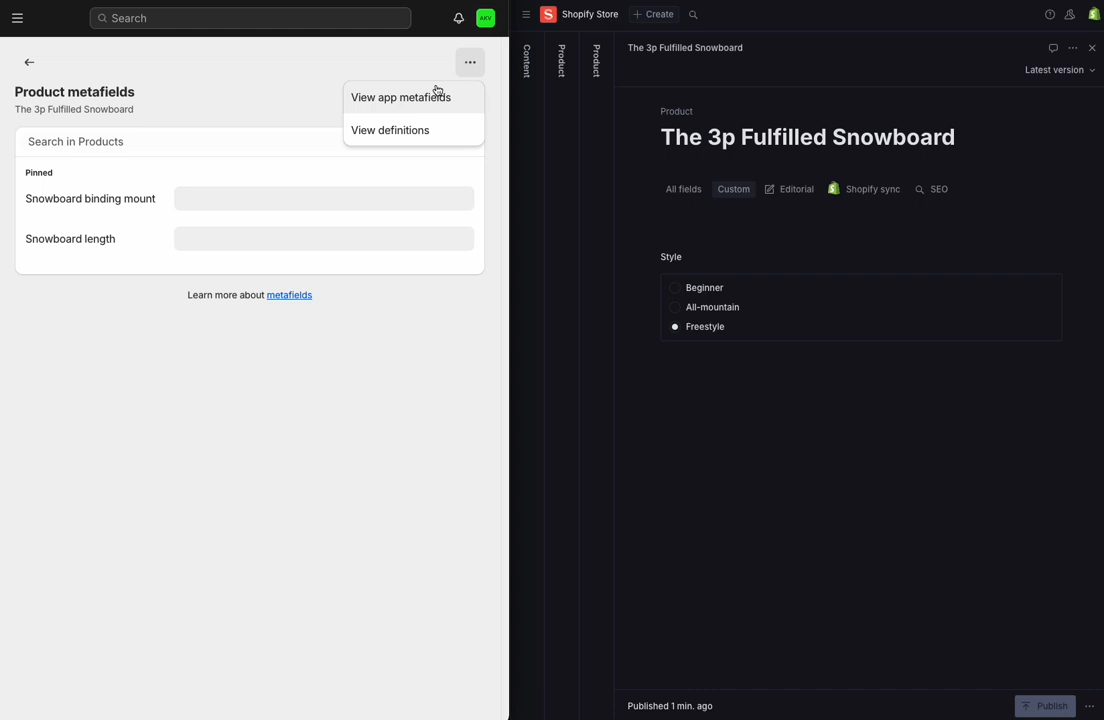 Search
AKV
Product metafields
The 3p Fulfilled Snowboard
View app metafields
View definitions
Search in Products
Pinned
Snowboard binding mount
Snowboard length
Learn more about metafields
S Shopify Store
Create
Content
Product
Product
The 3p Fulfilled Snowboard
Latest version
Product
The 3p Fulfilled Snowboard
All fields Custom Editorial Shopify sync SEO
Style
Beginner
All-mountain
Freestyle
Published 1 min. ago
Publish